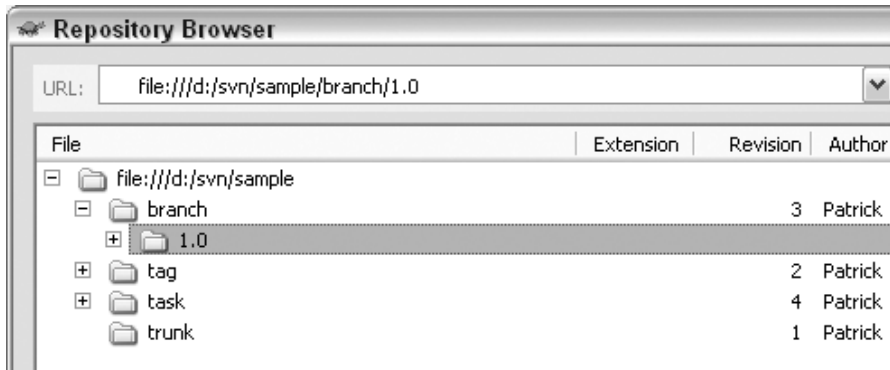 Repository Browser
URL: file:///d:/svn/sample/branch/1.0
File Extension Revision Author
file:///d:/svn/sample
branch 3 Patrick
1.0
tag 2 Patrick
task 4 Patrick
trunk 1 Patrick